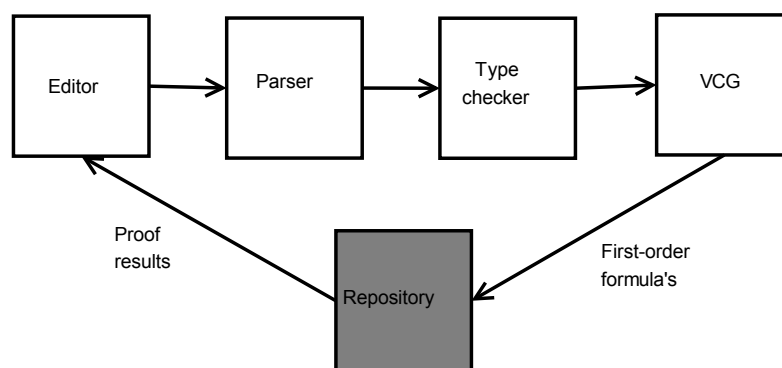 Editor
Parser
Type
checker
VCG
Proof
results
Repository
First-order
formula's